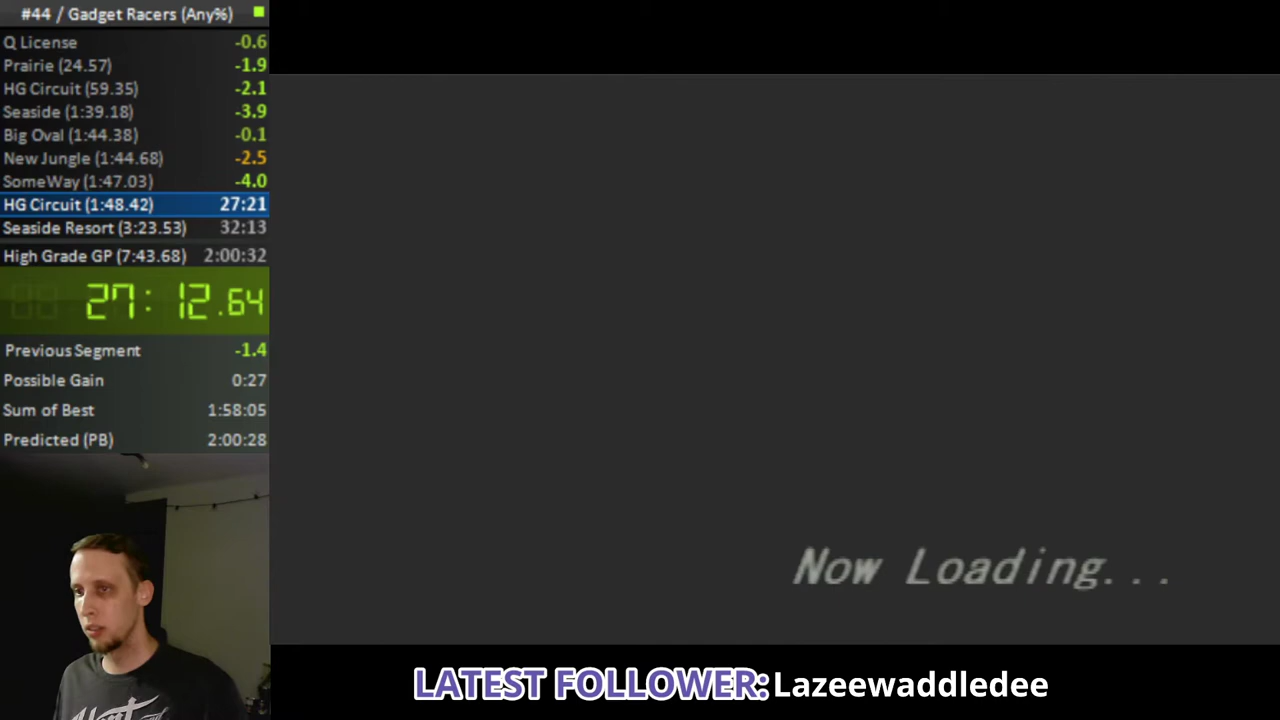 #44 / Gadget Racers (Any%)
Q License -0.6
Prairie (24.57) -1.9
HG Circuit (59.35) -2.1
Seaside (1:39.18) -3.9
Big Oval (1:44.38) -0.1
New Jungle (1:44.68) -2.5
SomeWay (1:47.03) -4.0
HG Circuit (1:48.42) 27:21
Seaside Resort (3:23.53) 32:13
High Grade GP (7:43.68) 2:00:32
27:12.64
Previous Segment -1.4
Possible Gain 0:27
Sum of Best 1:58:05
Predicted (PB) 2:00:28
Now Loading...
LATEST FOLLOWER: Lazeewaddledee